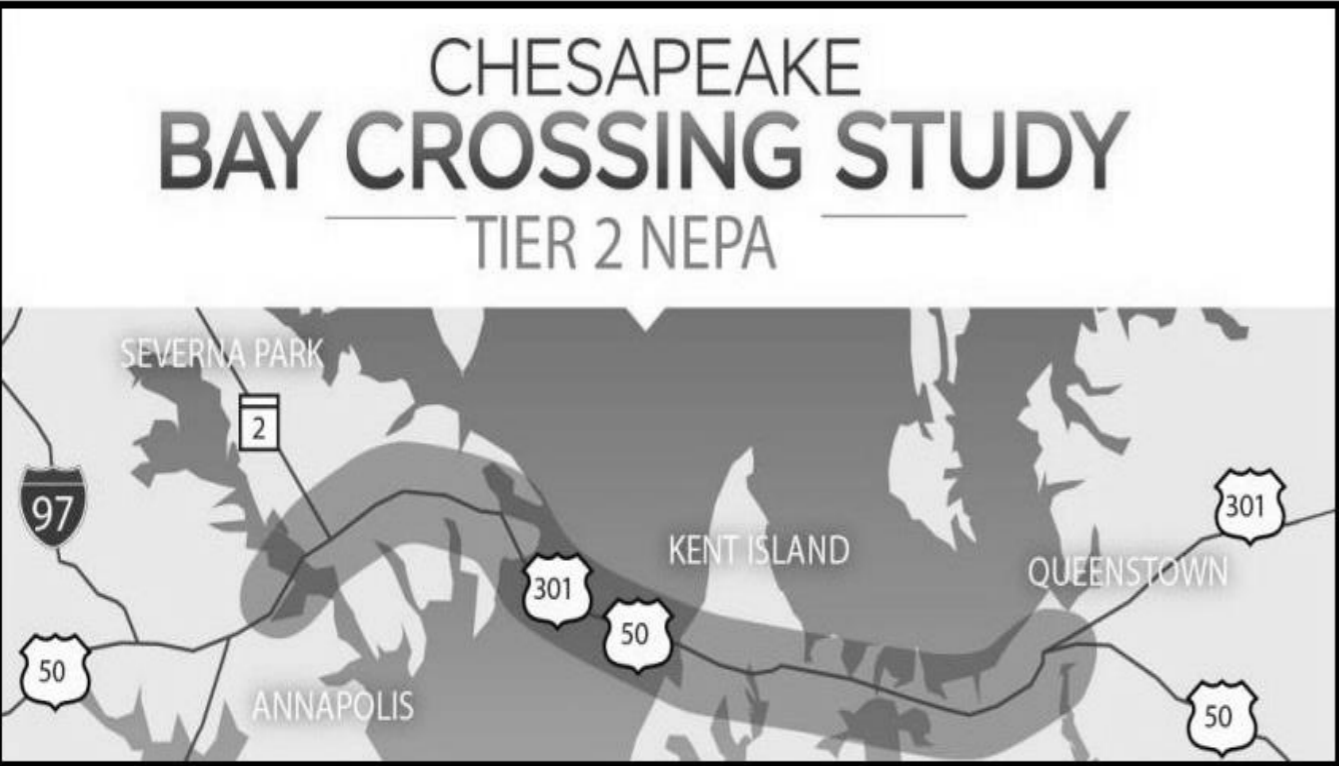 CHESAPEAKE
BAY CROSSING STUDY
TIER 2 NEPA
SEVERNA PARK
2
97
301
KENT ISLAND
301
QUEENSTOWN
50
50
ANNAPOLIS
50